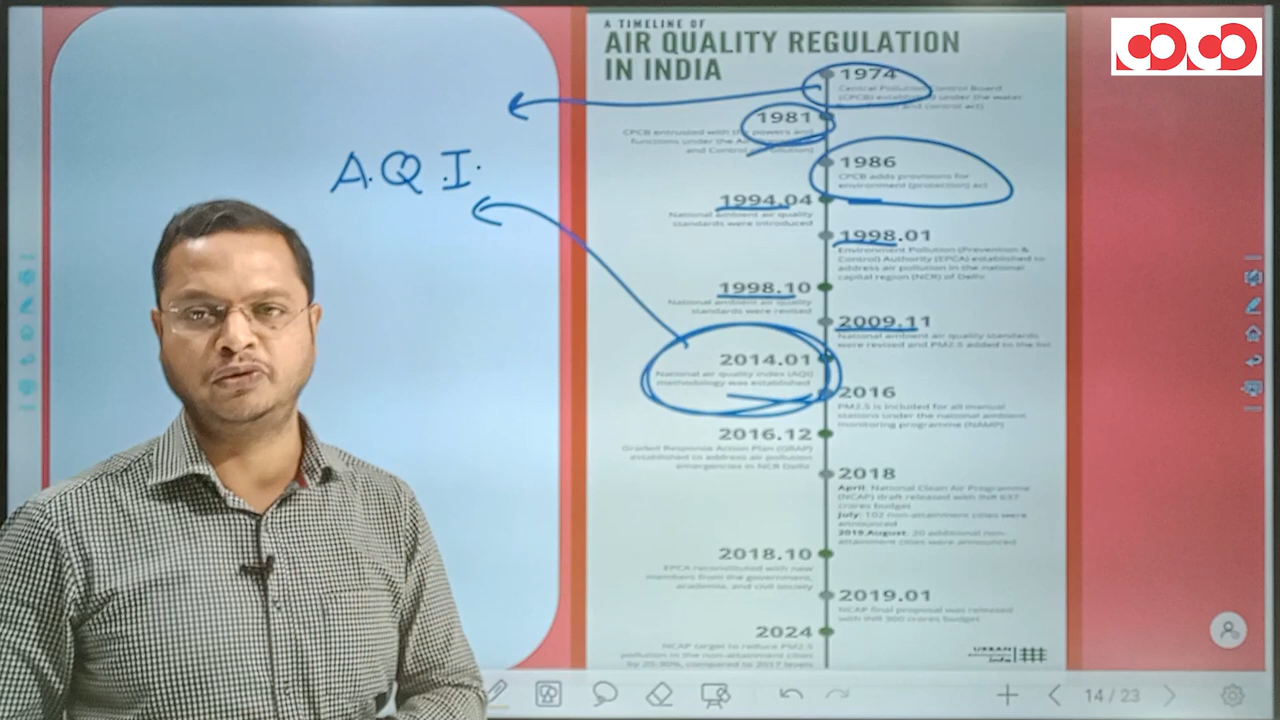 A TIMELINE OF
AIR QUALITY REGULATION
IN INDIA
1974
Central Pollution Control Board
(CPCB) established under the water
and control act)
1981
CPCB entrusted with the powers and
functions under the Air
and Control
1986
CPCB adds provisions for
environment (protection) act
1994.04
National ambient air quality
standards were introduced
1998.01
Environment Pollution (Prevention &
Control) Authority (EPCA) established to
address air pollution in the national
capital region (NCR) of Delhi
1998.10
National ambient air quality
standards were revised
2009.11
National ambient air quality standards
were revised and PM2.5 added to the list
2014.01
National air quality index (AQI)
methodology was established
2016
PM2.5 is included for all manual
stations under the national ambient
monitoring programme (NAMP)
2016.12
Graded Response Action Plan (GRAP)
established to address air pollution
emergencies in NCR Delhi
2018
April: National Clean Air Programme
(NCAP) draft released with INR 637
crores budget
July: 102 non-attainment cities were
announced
2019.August: 20 additional non-
attainment cities were announced
2018.10
EPCA reconstituted with new
members from the government,
academia, and civil society
2019.01
NCAP final proposal was released
with INR 300 crores budget
2024
NCAP target to reduce PM2.5
pollution in the non-attainment cities
by 20-30%, compared to 2017 levels
URBAN
India
A.Q.I.
14 / 23